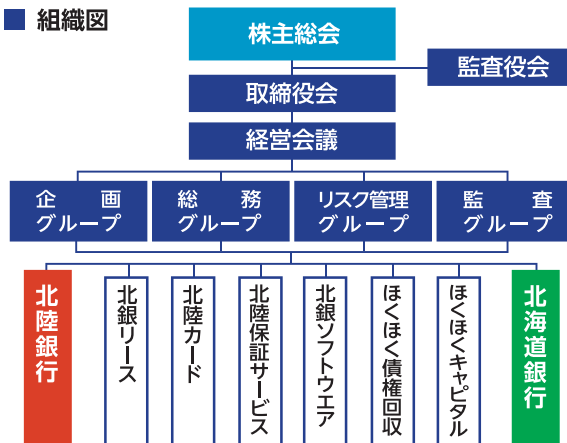 組織図
株主総会
監査役会
取締役会
経営会議
企画
グループ
総務
グループ
リスク管理
グループ
監査
グループ
北陸銀行
北銀リース
北陸カード
北陸保証サービス
北銀ソフトウエア
ほくほく債権回収
ほくほくキャピタル
北海道銀行